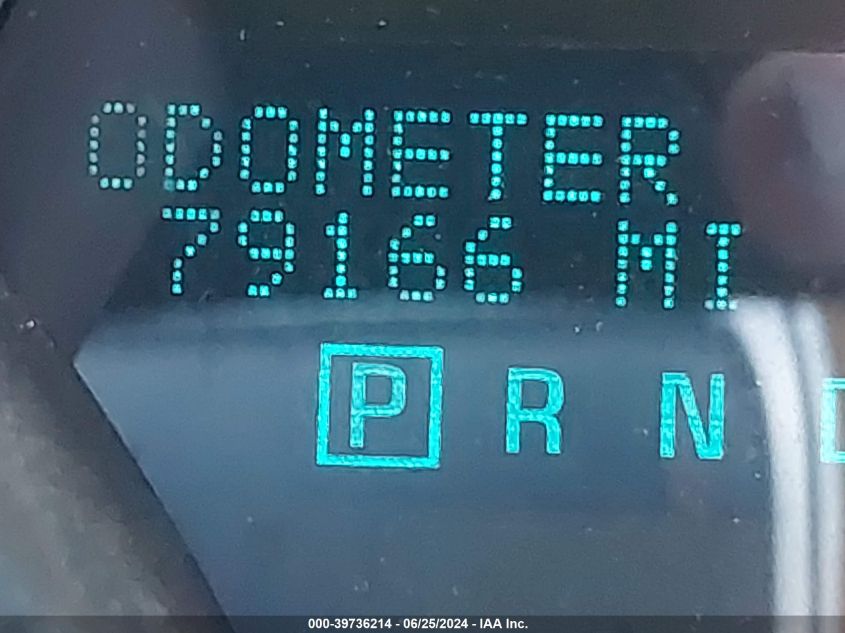 ODOMETER
79166 MI
P R N D
000-39736214 - 06/25/2024 - IAA Inc.